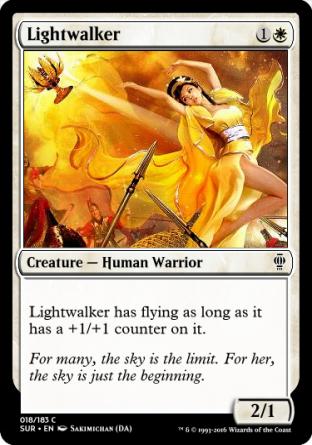 Lightwalker 1
Creature — Human Warrior
Lightwalker has flying as long as it
has a +1/+1 counter on it.
For many, the sky is the limit. For her,
the sky is just the beginning.
2/1
018/183 C
SUR • EN Sakimichan (DA)
™ & © 1993-2016 Wizards of the Coast